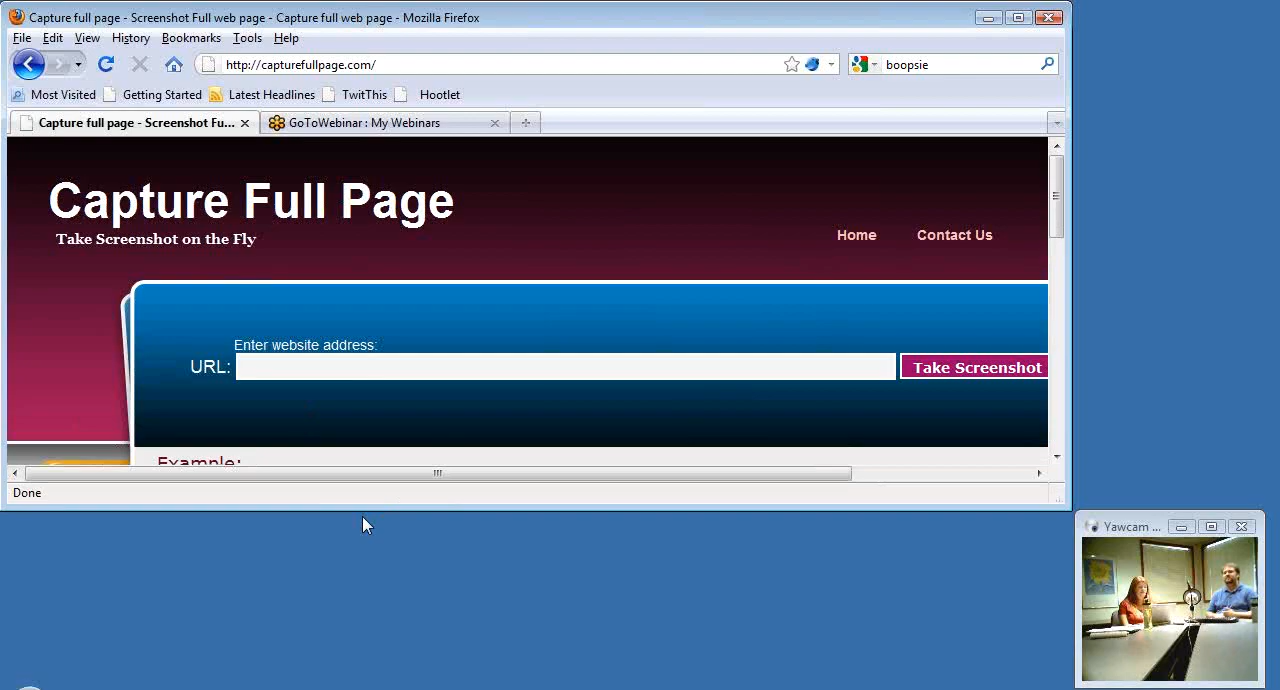 Capture full page - Screenshot Full web page - Capture full web page - Mozilla Firefox
File Edit View History Bookmarks Tools Help
http://capturefullpage.com/ boopsie
Most Visited Getting Started Latest Headlines TwitThis Hootlet
Capture full page - Screenshot Fu... GoToWebinar : My Webinars
Capture Full Page
Take Screenshot on the Fly
Home Contact Us
Enter website address:
URL: Take Screenshot
Example:
Done
Yawcam ...